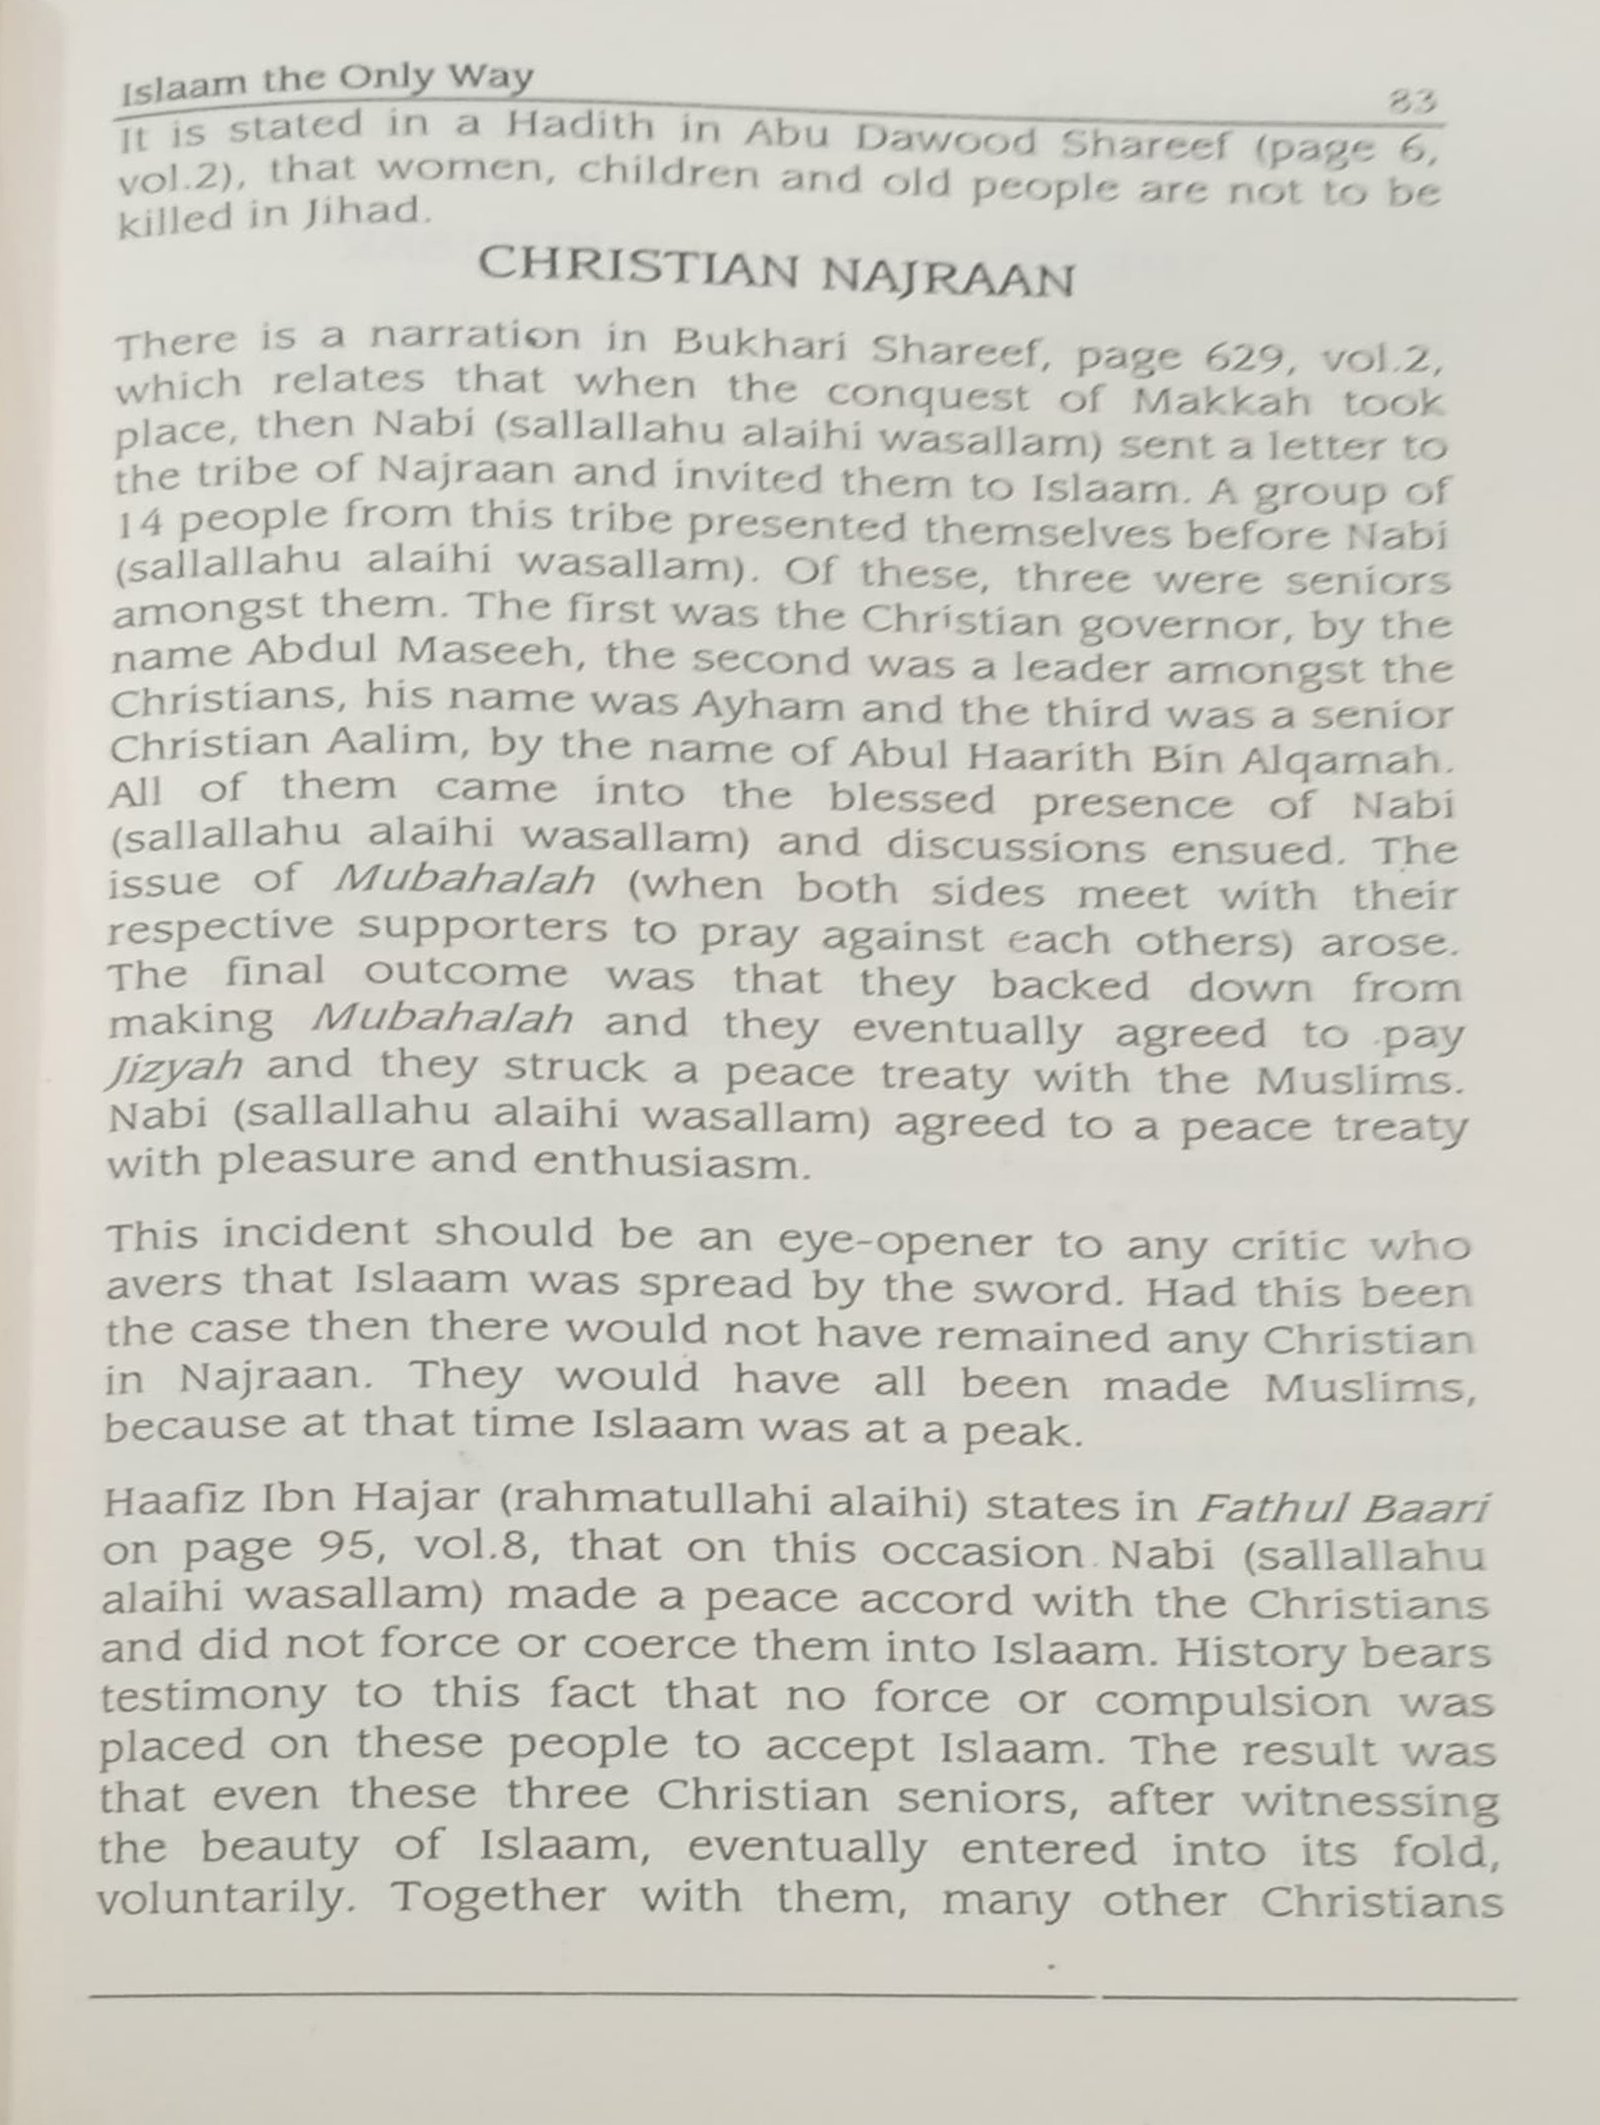 Islaam the Only Way
83
It is stated in a Hadith in Abu Dawood Shareef (page 6,
vol.2), that women, children and old people are not to be
killed in Jihad.
CHRISTIAN NAJRAAN
There is a narration in Bukhari Shareef, page 629, vol.2,
which relates that when the conquest of Makkah took
place, then Nabi (sallallahu alaihi wasallam) sent a letter to
the tribe of Najraan and invited them to Islaam. A group of
14 people from this tribe presented themselves before Nabi
(sallallahu alaihi wasallam). Of these, three were seniors
amongst them. The first was the Christian governor, by the
name Abdul Maseeh, the second was a leader amongst the
Christians, his name was Ayham and the third was a senior
Christian Aalim, by the name of Abul Haarith Bin Alqamah.
All of them came into the blessed presence of Nabi
(sallallahu alaihi wasallam) and discussions ensued. The
issue of Mubahalah (when both sides meet with their
respective supporters to pray against each others) arose.
The final outcome was that they backed down from
making Mubahalah and they eventually agreed to pay
Jizyah and they struck a peace treaty with the Muslims.
Nabi (sallallahu alaihi wasallam) agreed to a peace treaty
with pleasure and enthusiasm.
This incident should be an eye-opener to any critic who
avers that Islaam was spread by the sword. Had this been
the case then there would not have remained any Christian
in Najraan. They would have all been made Muslims,
because at that time Islaam was at a peak.
Haafiz Ibn Hajar (rahmatullahi alaihi) states in Fathul Baari
on page 95, vol.8, that on this occasion Nabi (sallallahu
alaihi wasallam) made a peace accord with the Christians
and did not force or coerce them into Islaam. History bears
testimony to this fact that no force or compulsion was
placed on these people to accept Islaam. The result was
that even these three Christian seniors, after witnessing
the beauty of Islaam, eventually entered into its fold,
voluntarily. Together with them, many other Christians